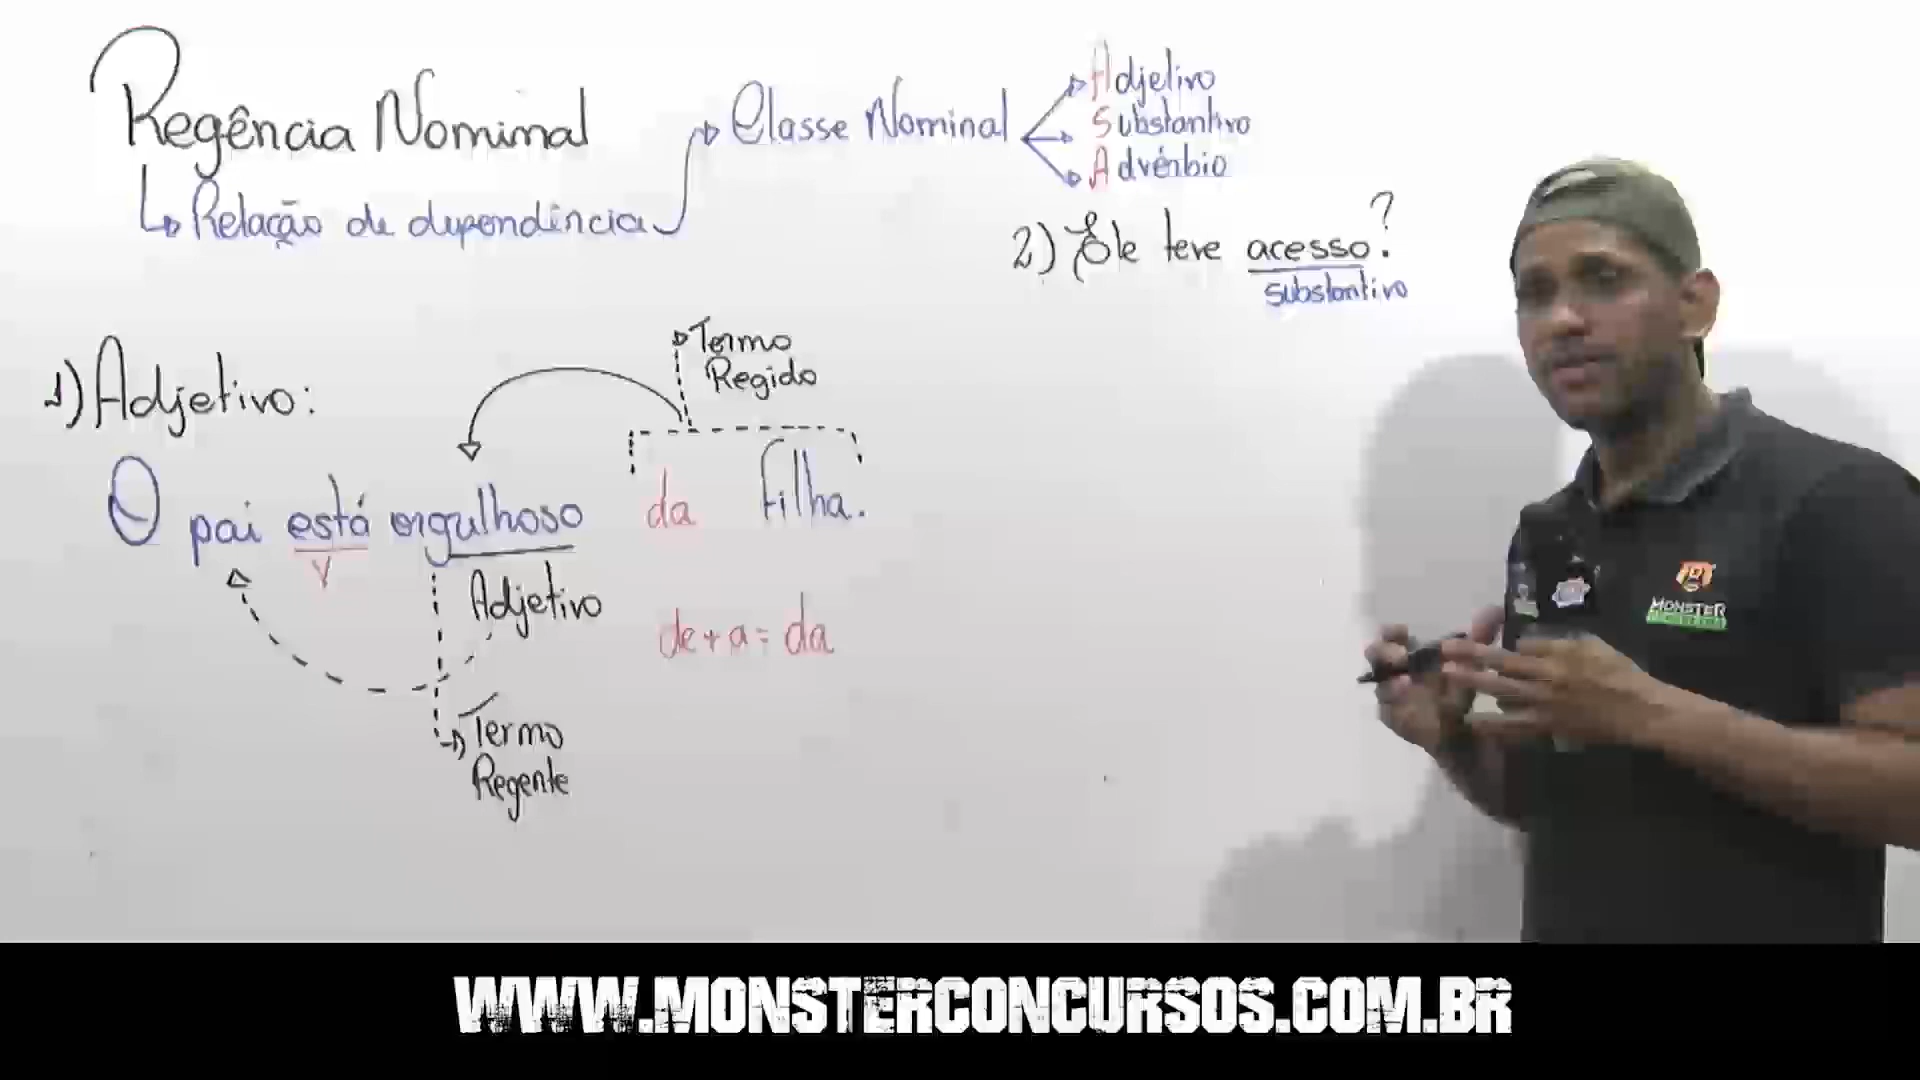 Regência Nominal
Relação de dependência
Classe Nominal
Adjetivo
Substantivo
Advérbio
2) Ele teve acesso?
?
substantivo
1) Adjetivo:
Termo
Regido
O pai está orgulhoso da filha.
V
Adjetivo
de + a = da
Termo
Regente
MONSTER
WWW.MONSTERCONCURSOS.COM.BR